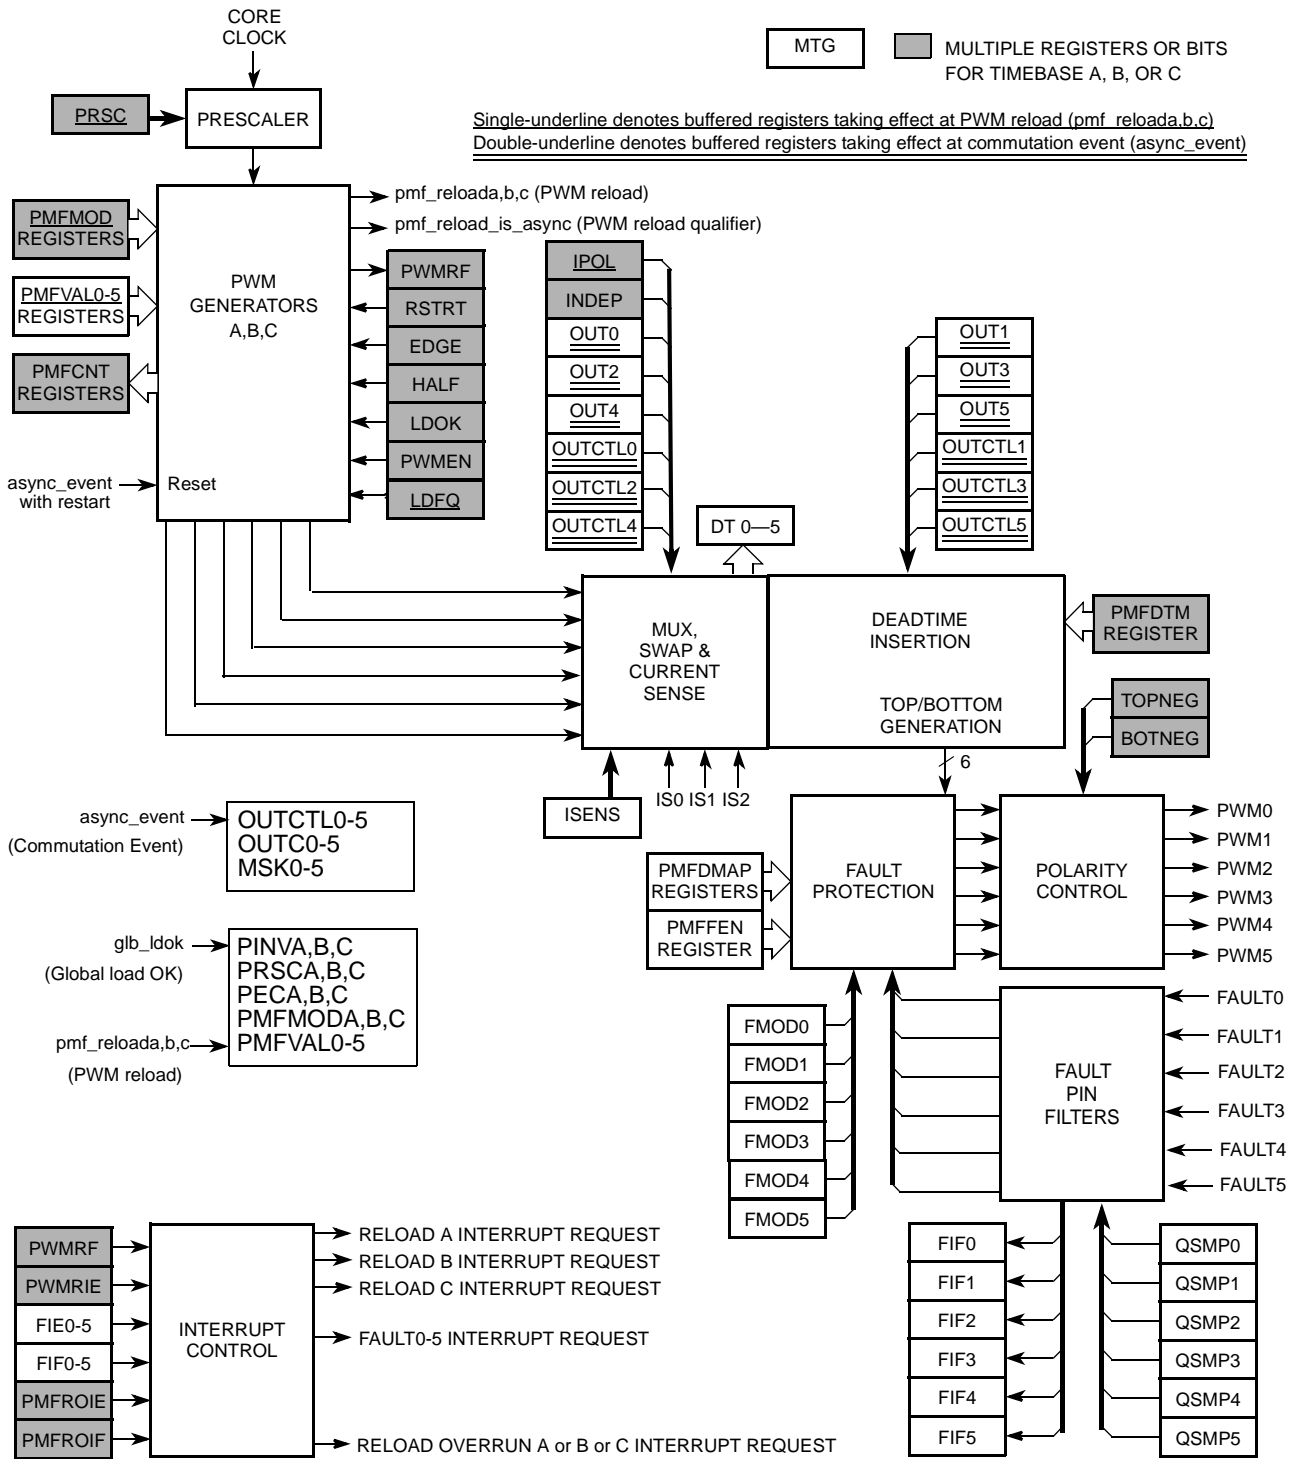 CORE
CLOCK
MTG
MULTIPLE REGISTERS OR BITS
FOR TIMEBASE A, B, OR C
PRSC
PRESCALER
Single-underline denotes buffered registers taking effect at PWM reload (pmf_reloada,b,c)
Double-underline denotes buffered registers taking effect at commutation event (async_event)
PMFMOD
REGISTERS
PMFVAL0-5
REGISTERS
PMFCNT
REGISTERS
PWM
GENERATORS
A,B,C
Reset
async_event
with restart
pmf_reloada,b,c (PWM reload)
pmf_reload_is_async (PWM reload qualifier)
PWMRF
RSTRT
EDGE
HALF
LDOK
PWMEN
LDFQ
IPOL
INDEP
OUT0
OUT2
OUT4
OUTCTL0
OUTCTL2
OUTCTL4
DT 0—5
OUT1
OUT3
OUT5
OUTCTL1
OUTCTL3
OUTCTL5
MUX,
SWAP &
CURRENT
SENSE
DEADTIME
INSERTION
TOP/BOTTOM
GENERATION
PMFDTM
REGISTER
TOPNEG
BOTNEG
6
ISENS
IS0 IS1 IS2
async_event
(Commutation Event)
OUTCTL0-5
OUTC0-5
MSK0-5
PMFDMAP
REGISTERS
PMFFEN
REGISTER
FAULT
PROTECTION
POLARITY
CONTROL
PWM0
PWM1
PWM2
PWM3
PWM4
PWM5
glb_ldok
(Global load OK)
pmf_reloada,b,c
(PWM reload)
PINVA,B,C
PRSCA,B,C
PECA,B,C
PMFMODA,B,C
PMFVAL0-5
FMOD0
FMOD1
FMOD2
FMOD3
FMOD4
FMOD5
FAULT
PIN
FILTERS
FAULT0
FAULT1
FAULT2
FAULT3
FAULT4
FAULT5
PWMRF
PWMRIE
FIE0-5
FIF0-5
PMFROIE
PMFROIF
INTERRUPT
CONTROL
RELOAD A INTERRUPT REQUEST
RELOAD B INTERRUPT REQUEST
RELOAD C INTERRUPT REQUEST
FAULT0-5 INTERRUPT REQUEST
RELOAD OVERRUN A or B or C INTERRUPT REQUEST
FIF0
FIF1
FIF2
FIF3
FIF4
FIF5
QSMP0
QSMP1
QSMP2
QSMP3
QSMP4
QSMP5